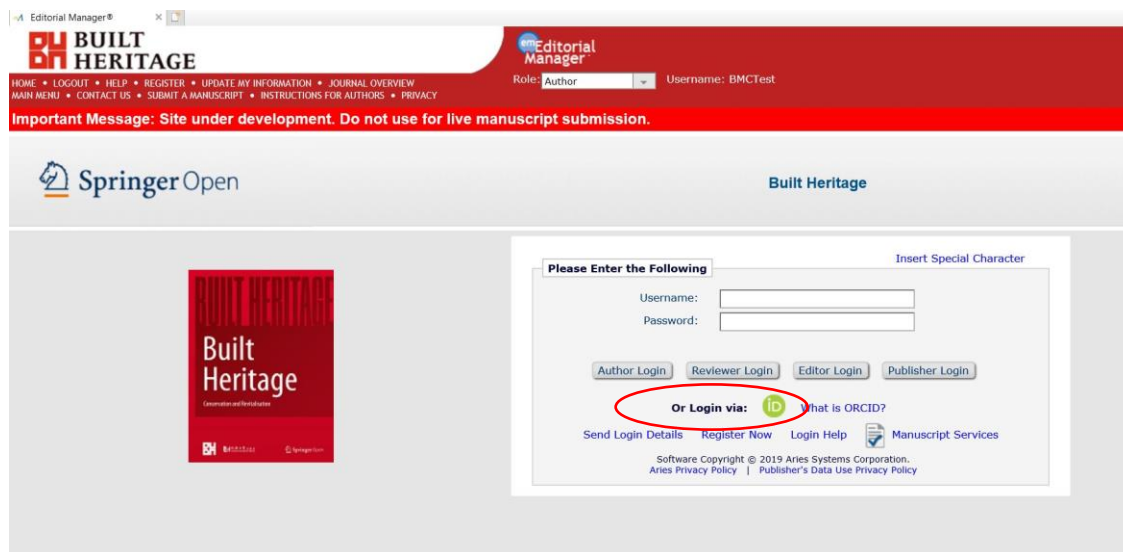 Editorial Manager®
BUILT
HERITAGE
em Editorial
Manager™
HOME • LOGOUT • HELP • REGISTER • UPDATE MY INFORMATION • JOURNAL OVERVIEW
MAIN MENU • CONTACT US • SUBMIT A MANUSCRIPT • INSTRUCTIONS FOR AUTHORS • PRIVACY
Role: Author Username: BMCTest
Important Message: Site under development. Do not use for live manuscript submission.
Springer Open
Built Heritage
Insert Special Character
Please Enter the Following
Username:
Password:
BUILT HERITAGE
Built
Heritage
Conservation and Revitalisation
Author Login Reviewer Login Editor Login Publisher Login
Or Login via: iD What is ORCID?
Send Login Details Register Now Login Help Manuscript Services
Software Copyright © 2019 Aries Systems Corporation.
Aries Privacy Policy | Publisher's Data Use Privacy Policy